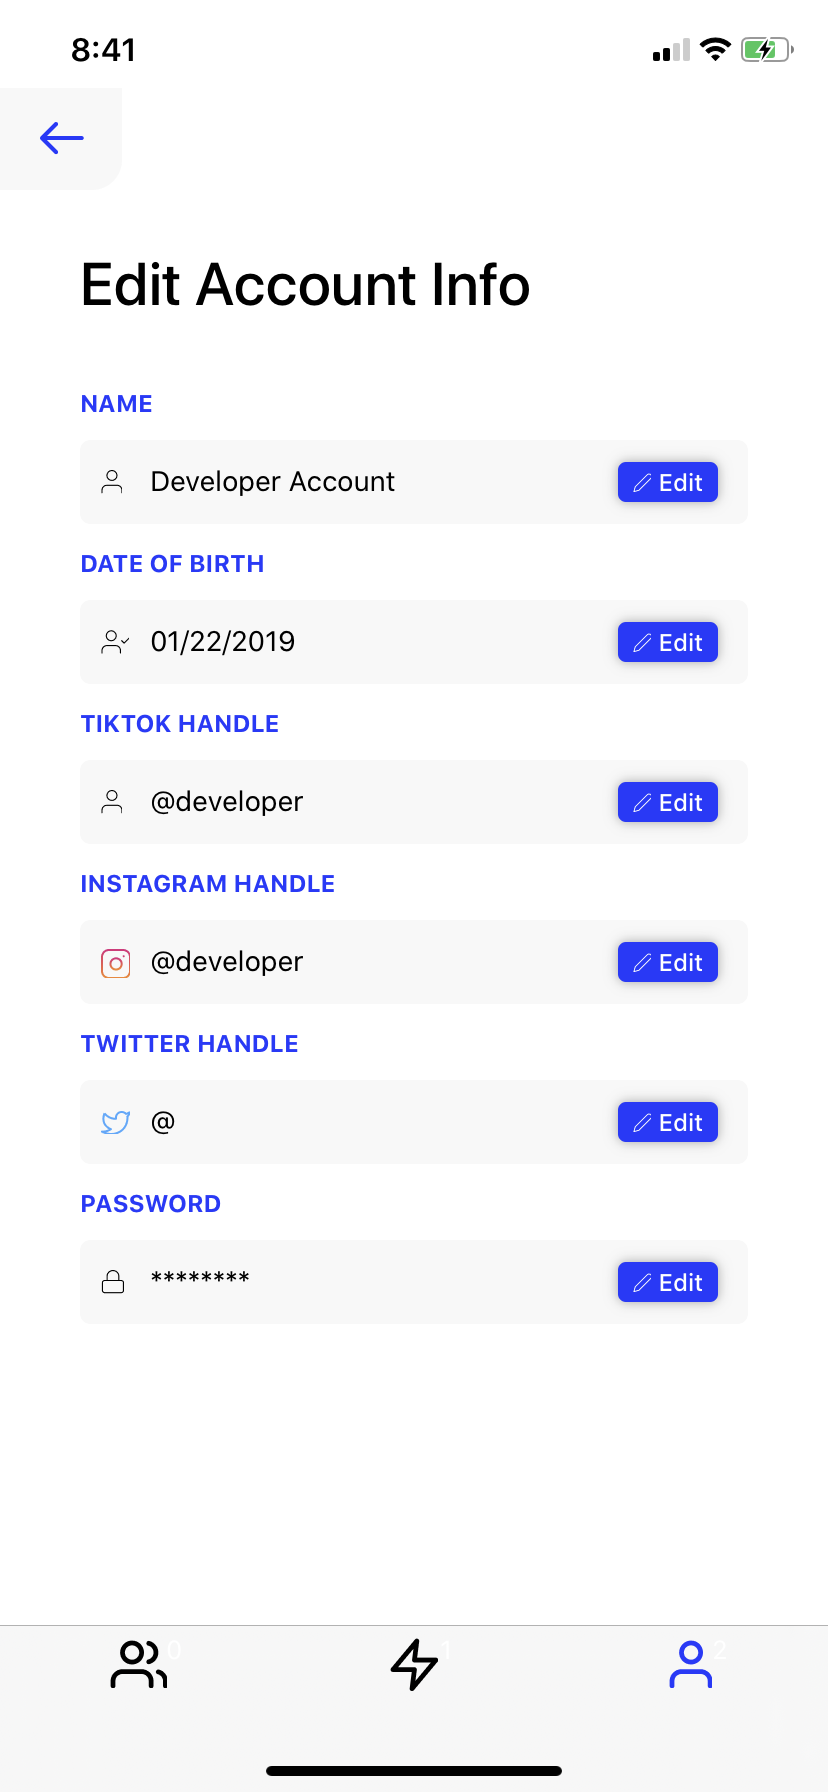 8:41
Edit Account Info
NAME
Developer Account
Edit
DATE OF BIRTH
01/22/2019
Edit
TIKTOK HANDLE
@developer
Edit
INSTAGRAM HANDLE
@developer
Edit
TWITTER HANDLE
@
Edit
PASSWORD
********
Edit
0
1
2